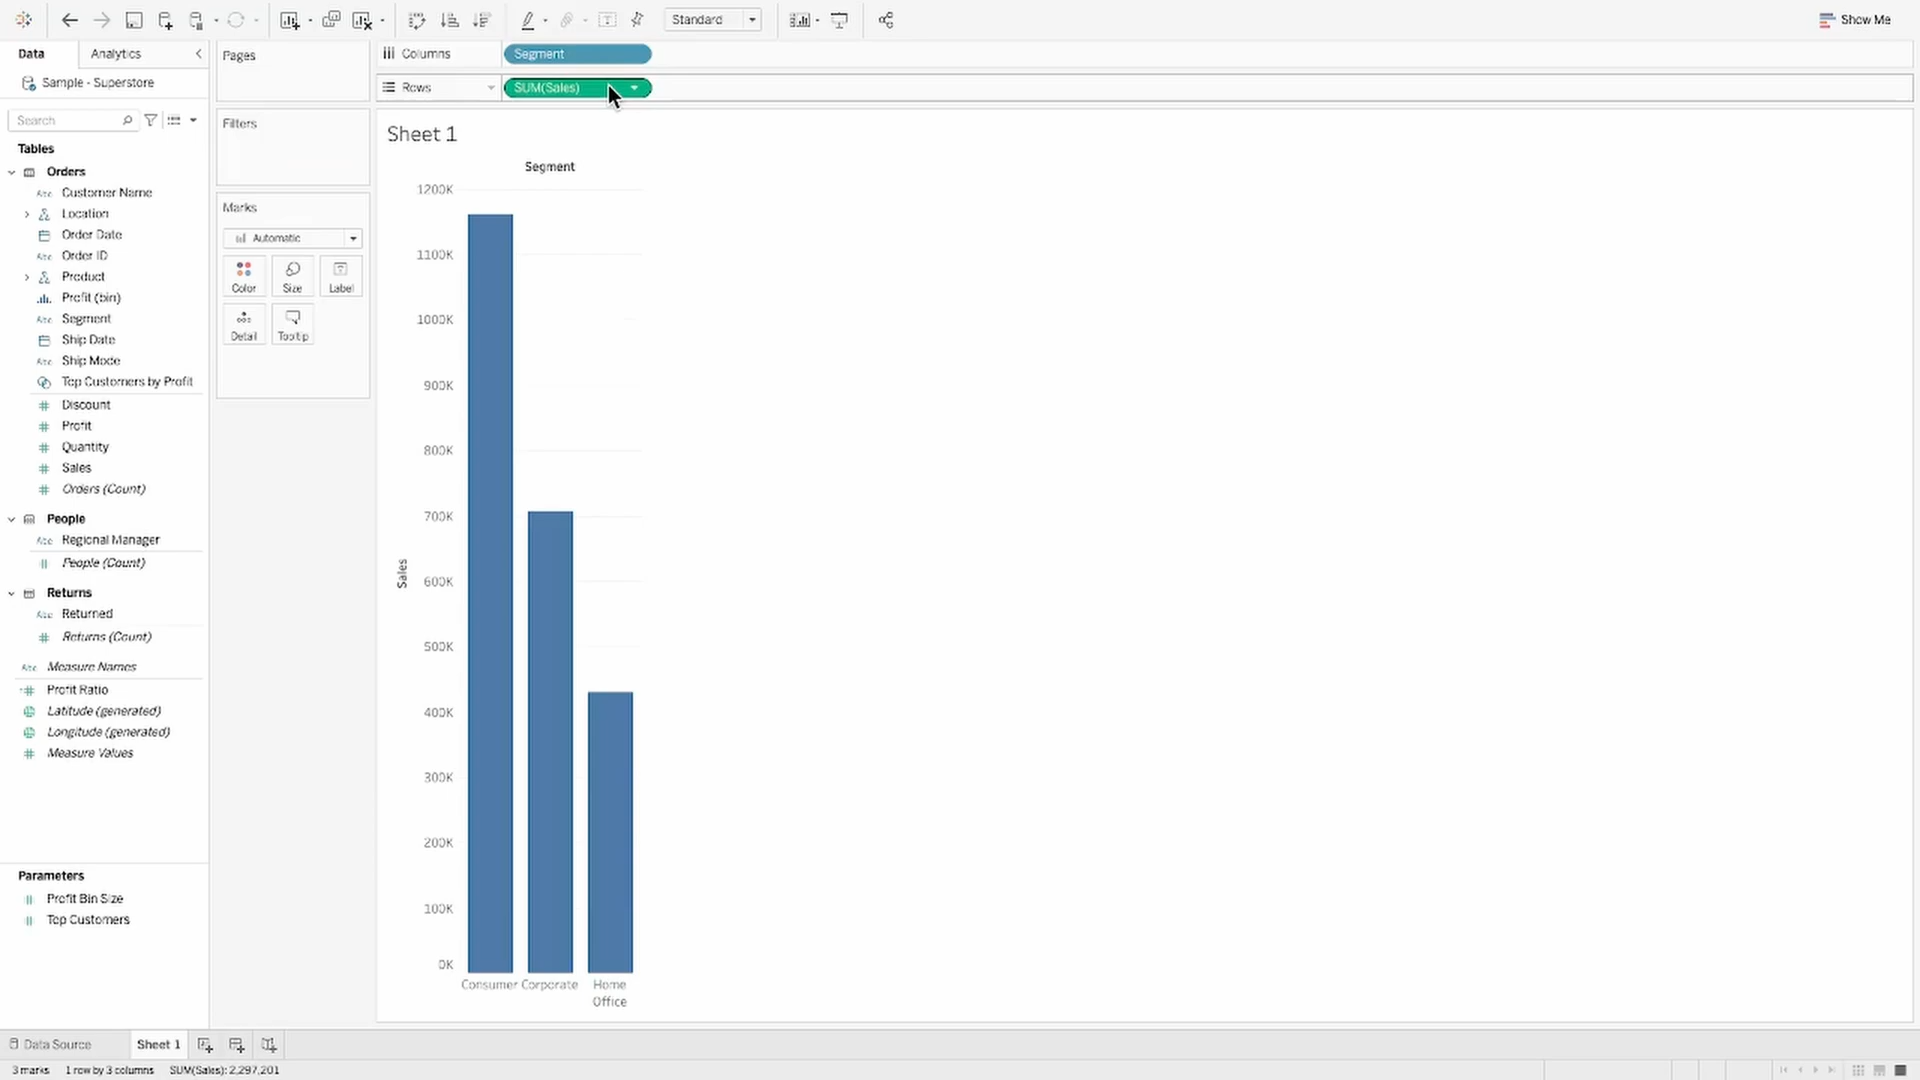 Standard
Show Me
Data
Analytics
Sample - Superstore
Search
Tables
Orders
Customer Name
Location
Order Date
Order ID
Product
Profit (bin)
Segment
Ship Date
Ship Mode
Top Customers by Profit
Discount
Profit
Quantity
Sales
Orders (Count)
People
Regional Manager
People (Count)
Returns
Returned
Returns (Count)
Measure Names
Profit Ratio
Latitude (generated)
Longitude (generated)
Measure Values
Parameters
Profit Bin Size
Top Customers
Pages
Filters
Marks
Automatic
Color
Size
Label
Detail
Tooltip
Columns
Segment
Rows
SUM(Sales)
Sheet 1
Segment
1200K
1100K
1000K
900K
800K
700K
600K
500K
400K
300K
200K
100K
0K
Sales
Consumer
Corporate
Home
Office
Data Source
Sheet 1
3 marks
1 row by 3 columns
SUM(Sales): 2,297,201